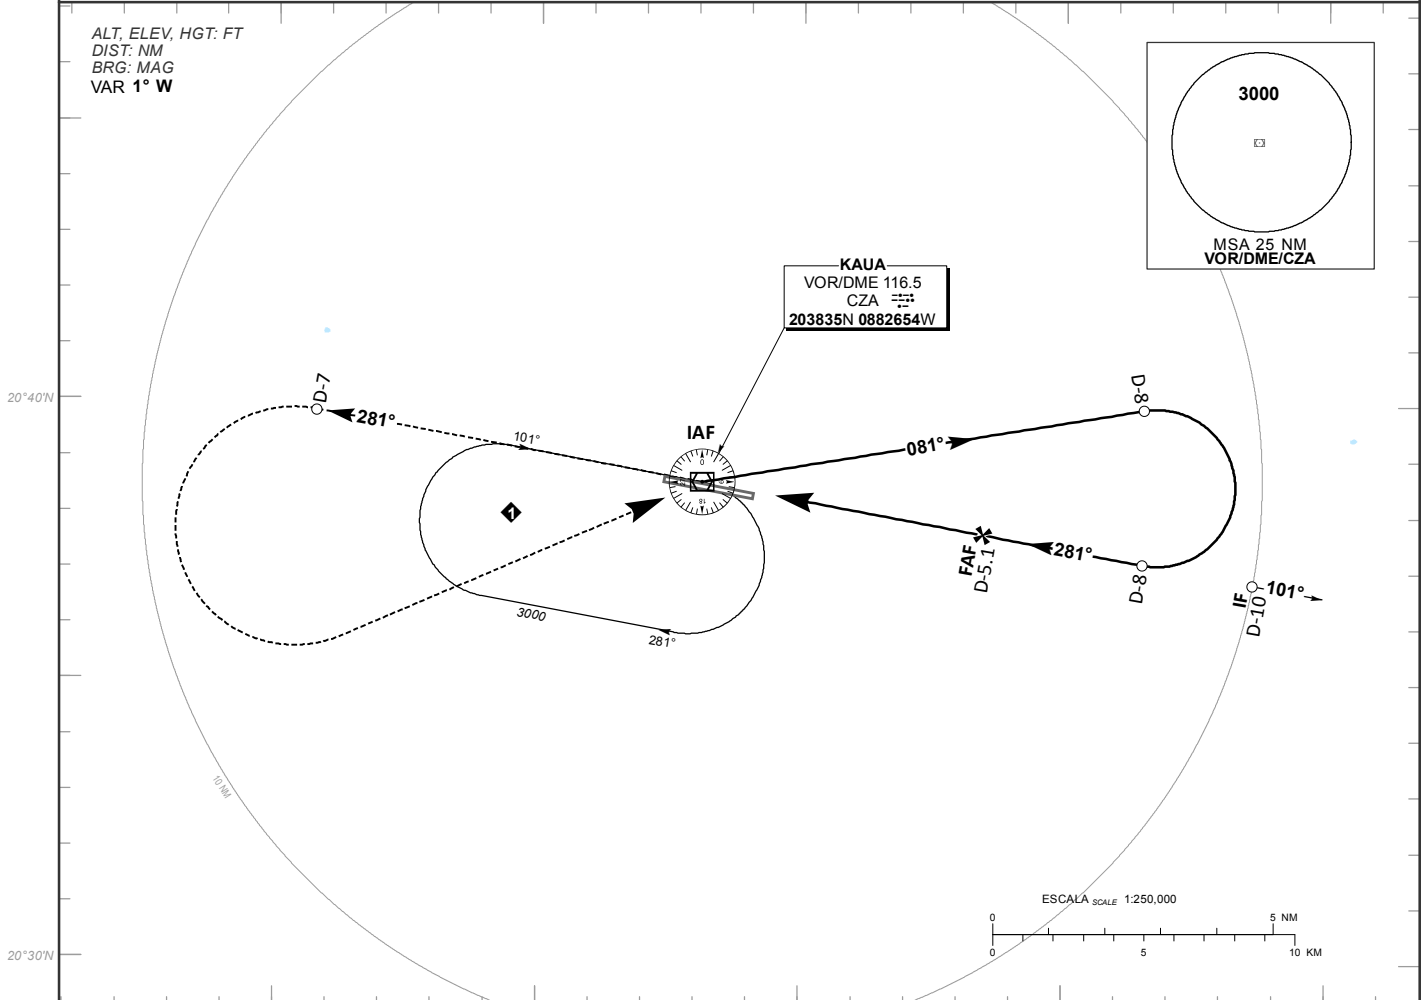 ALT, ELEV, HGT: FT
DIST: NM
BRG: MAG
VAR 1° W
3000
MSA 25 NM
VOR/DME/CZA
KAUA
VOR/DME 116.5
CZA
203835N 0882654W
20°40'N
D-7
281°
101°
IAF
0
18
081°
D-8
1
3000
281°
FAF
D-5.1
281°
D-8
IF
D-10
101°
10 NM
ESCALA SCALE 1:250,000
0 5 NM
0 5 10 KM
20°30'N